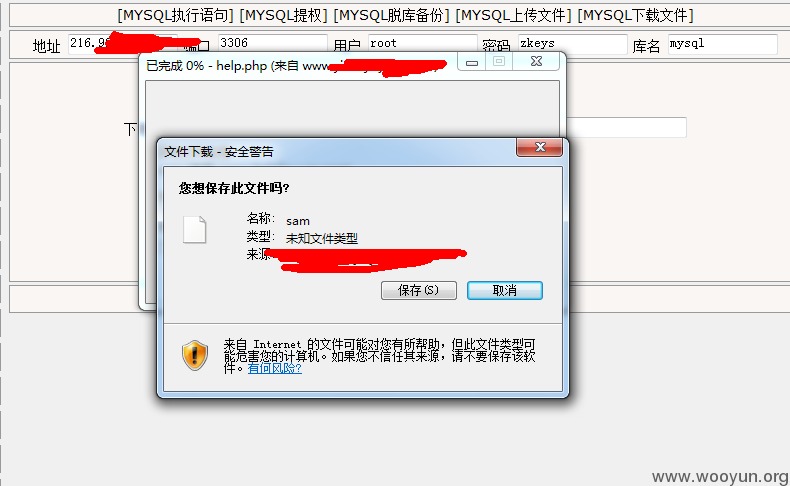 [MYSQL执行语句] [MYSQL提权] [MYSQL脱库备份] [MYSQL上传文件] [MYSQL下载文件]
地址 216.9 端口 3306 用户 root 密码 zkeys 库名 mysql
已完成 0% - help.php (来自 www.
下
文件下载 - 安全警告
您想保存此文件吗?
名称: sam
类型: 未知文件类型
来源
保存(S) 取消
来自 Internet 的文件可能对您有所帮助，但此文件类型可
能危害您的计算机。如果您不信任其来源，请不要保存该软
件。有何风险?
www.wooyun.org